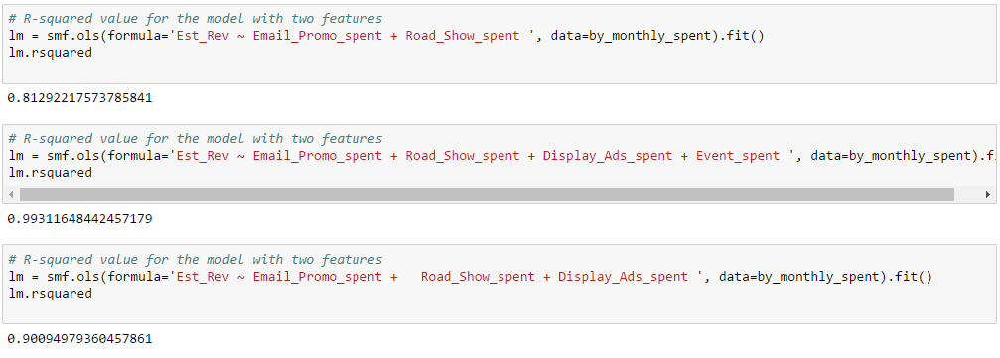 # R-squared value for the model with two features
lm = smf.ols(formula='Est_Rev ~ Email_Promo_spent + Road_Show_spent ', data=by_monthly_spent).fit()
lm.rsquared
0.81292217573785841
# R-squared value for the model with two features
lm = smf.ols(formula='Est_Rev ~ Email_Promo_spent + Road_Show_spent + Display_Ads_spent + Event_spent ', data=by_monthly_spent).fi
lm.rsquared
0.99311648442457179
# R-squared value for the model with two features
lm = smf.ols(formula='Est_Rev ~ Email_Promo_spent +   Road_Show_spent + Display_Ads_spent ', data=by_monthly_spent).fit()
lm.rsquared
0.90094979360457861